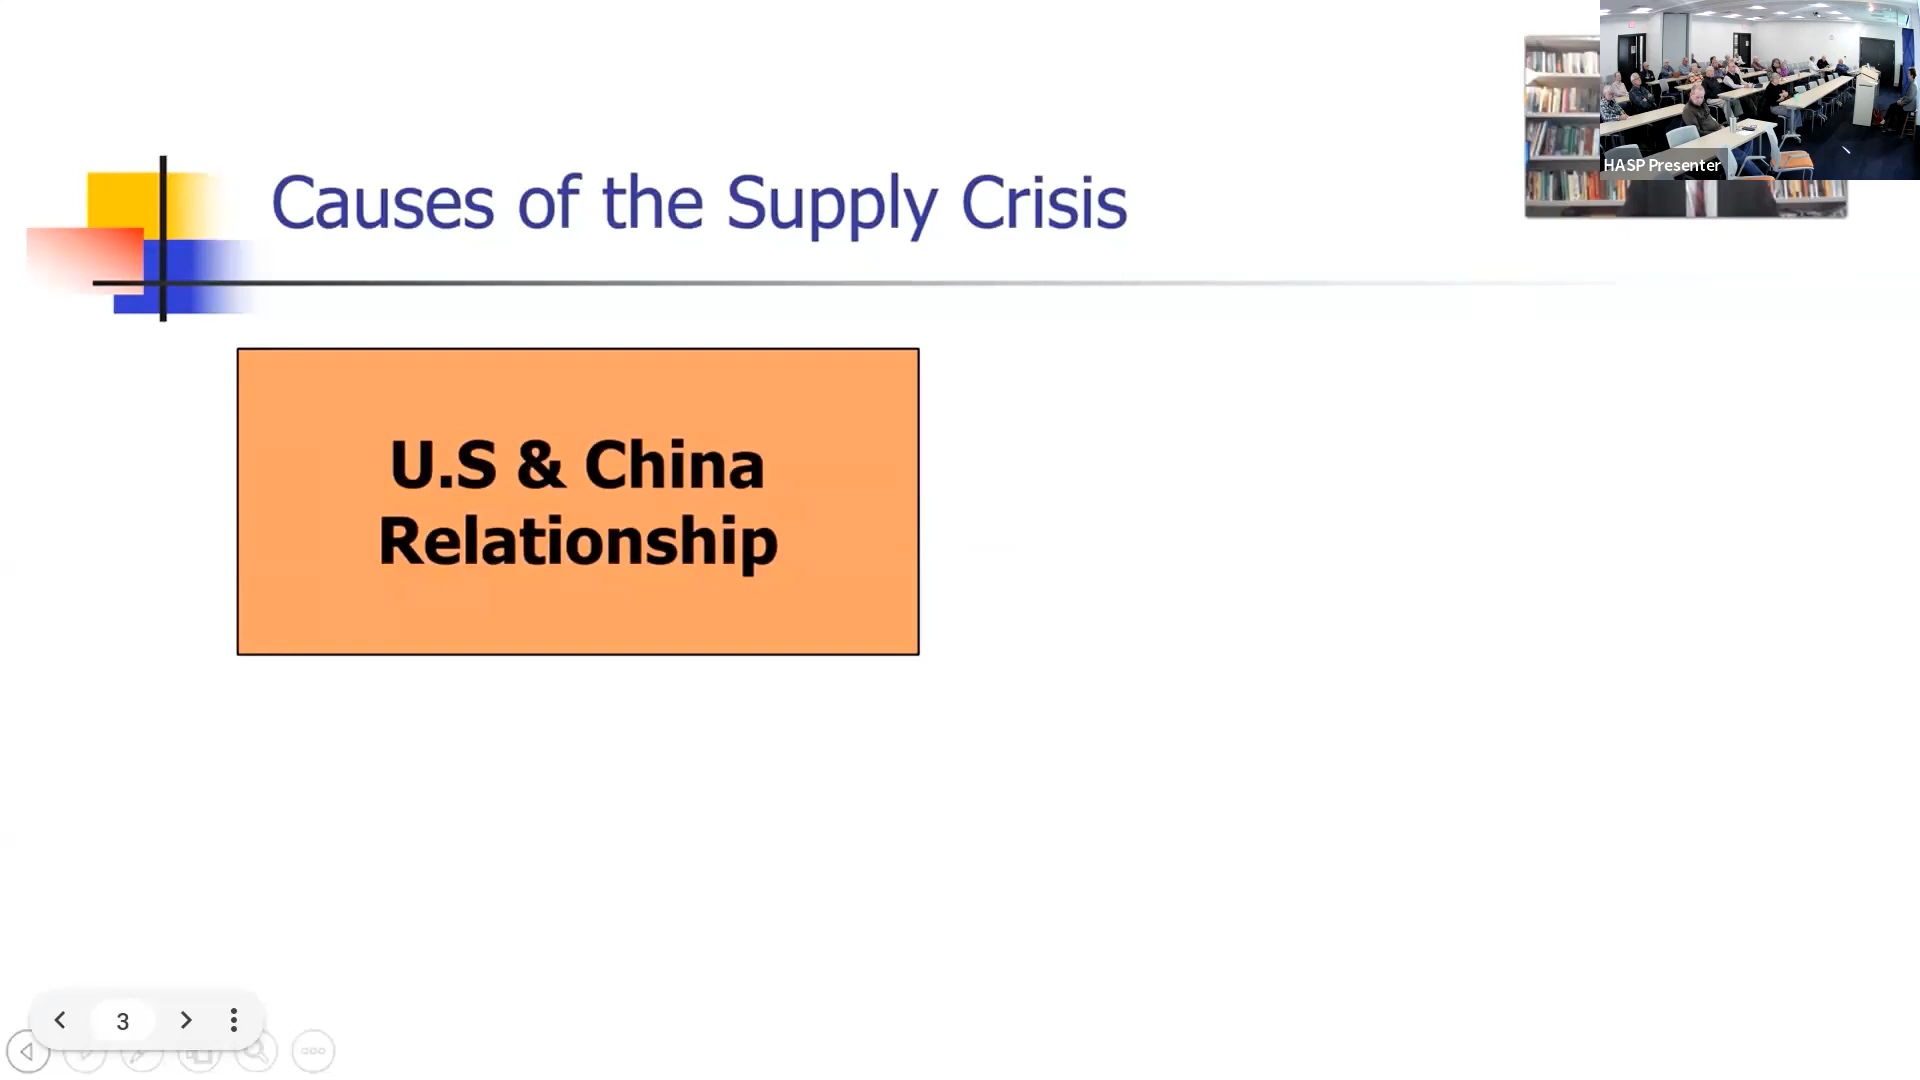 Causes of the Supply Crisis
HASP Presenter
U.S & China
Relationship
3